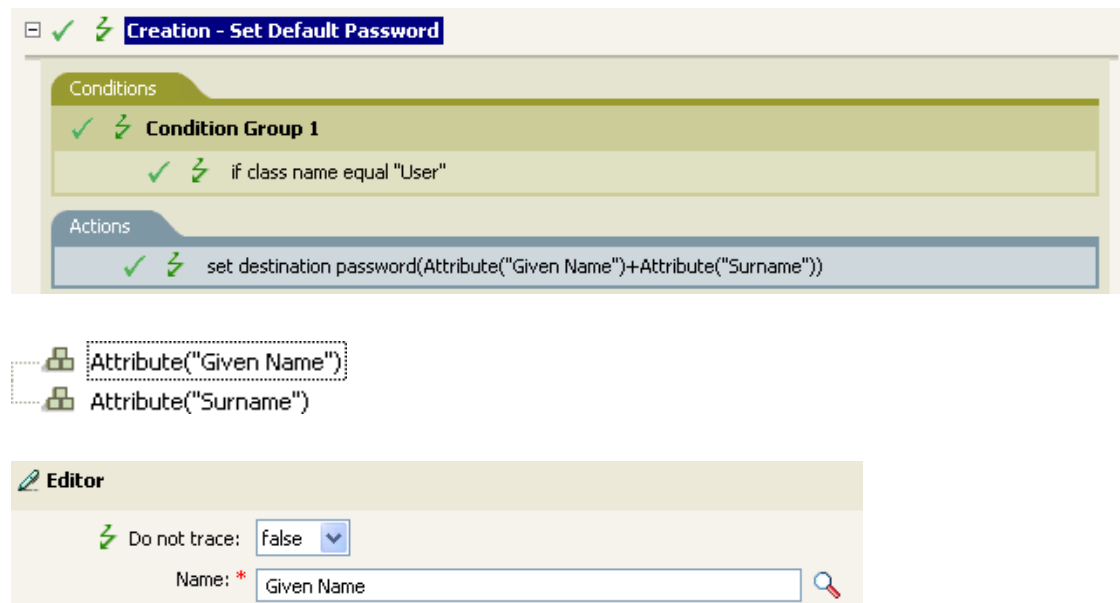 Creation - Set Default Password
Conditions
Condition Group 1
if class name equal "User"
Actions
set destination password(Attribute("Given Name")+Attribute("Surname"))
Attribute("Given Name")
Attribute("Surname")
Editor
Do not trace: false
Name: * Given Name